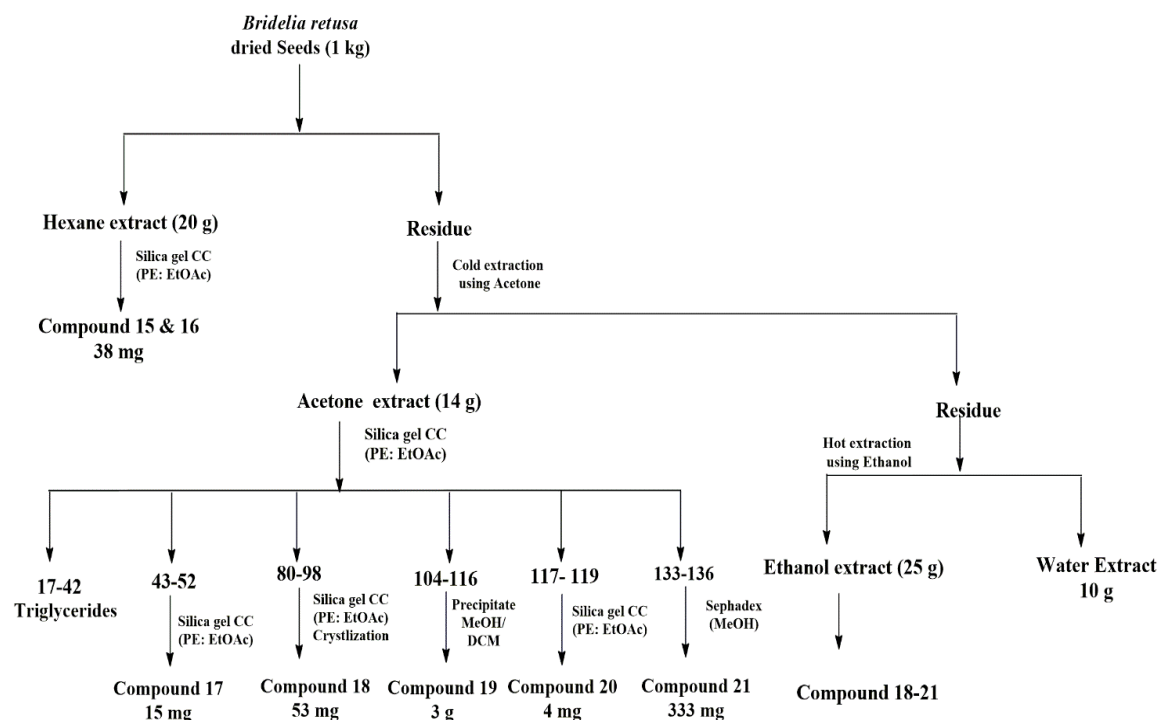 Bridelia retusa
dried Seeds (1 kg)
Hexane extract (20 g)
Residue
Silica gel CC
(PE: EtOAc)
Cold extraction
using Acetone
Compound 15 & 16
38 mg
Acetone extract (14 g)
Residue
Silica gel CC
(PE: EtOAc)
Hot extraction
using Ethanol
17-42
Triglycerides
43-52
80-98
104-116
117- 119
133-136
Ethanol extract (25 g)
Water Extract
10 g
Silica gel CC
(PE: EtOAc)
Silica gel CC
(PE: EtOAc)
Crystlization
Precipitate
MeOH/
DCM
Silica gel CC
(PE: EtOAc)
Sephadex
(MeOH)
Compound 17
15 mg
Compound 18
53 mg
Compound 19
3 g
Compound 20
4 mg
Compound 21
333 mg
Compound 18-21